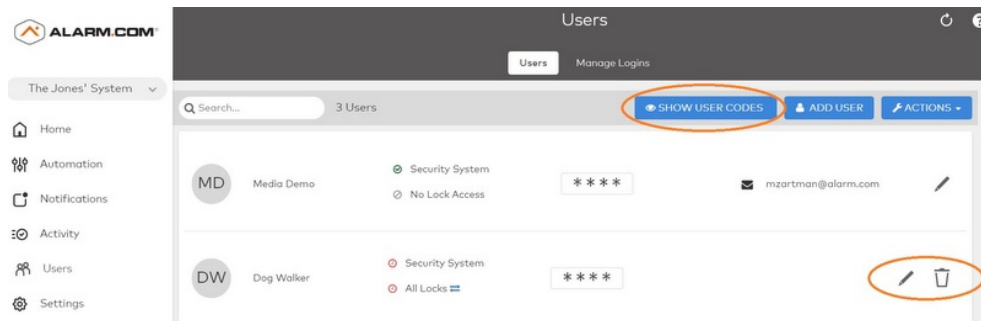 ALARM.COM
The Jones' System
Home
Automation
Notifications
Activity
Users
Settings
Users
Users Manage Logins
Search... 3 Users SHOW USER CODES ADD USER ACTIONS
MD Media Demo Security System **** mzartman@alarm.com
No Lock Access
DW Dog Walker Security System ****
All Locks